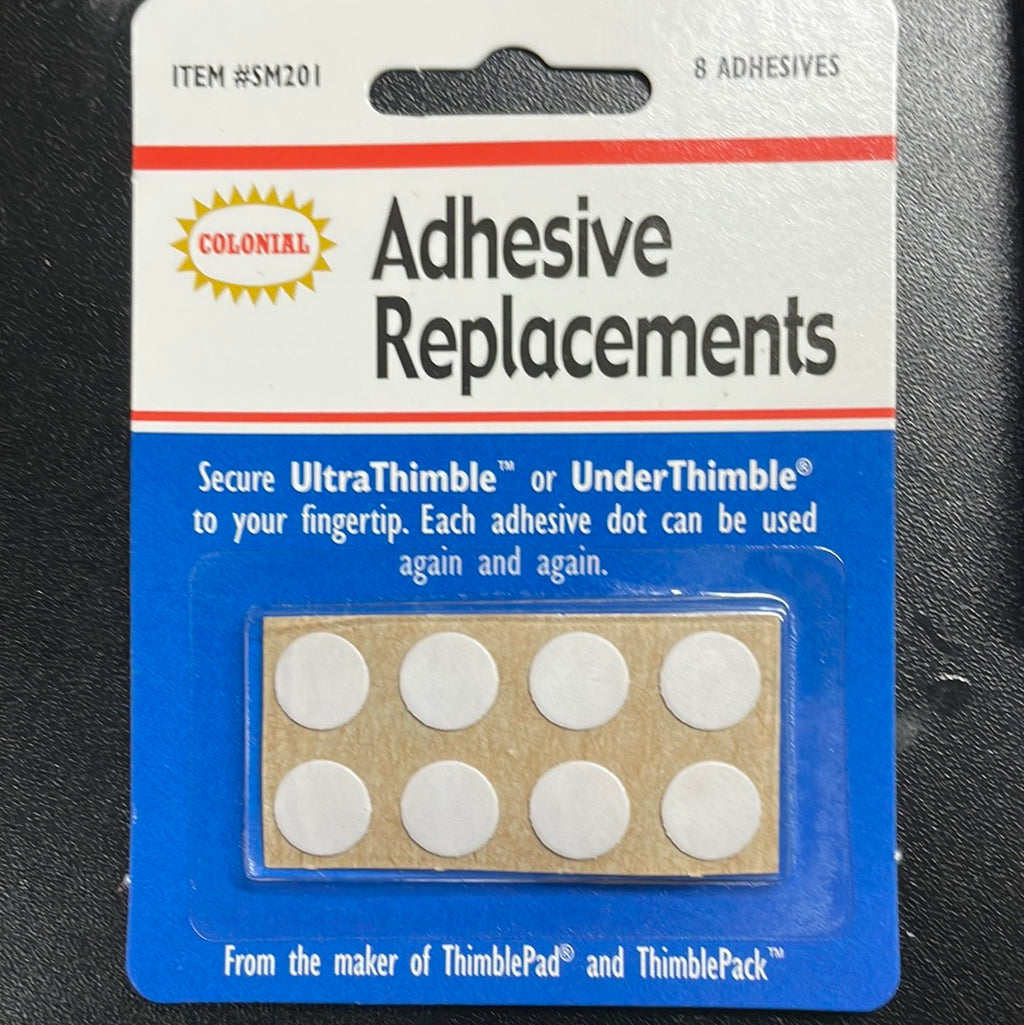 ITEM #SM201
8 ADHESIVES
COLONIAL
Adhesive
Replacements
Secure UltraThimble™ or UnderThimble®
to your fingertip. Each adhesive dot can be used
again and again.
From the maker of ThimblePad® and ThimblePack™